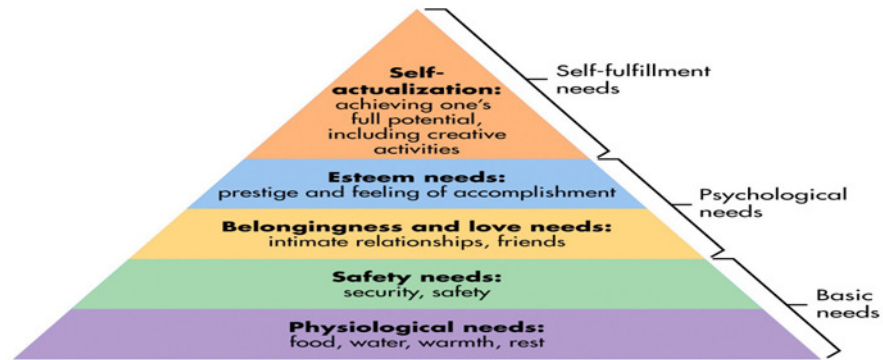 Self-
actualization:
achieving one's
full potential,
including creative
activities
Self-fulfillment
needs
Esteem needs:
prestige and feeling of accomplishment
Psychological
needs
Belongingness and love needs:
intimate relationships, friends
Safety needs:
security, safety
Basic
needs
Physiological needs:
food, water, warmth, rest